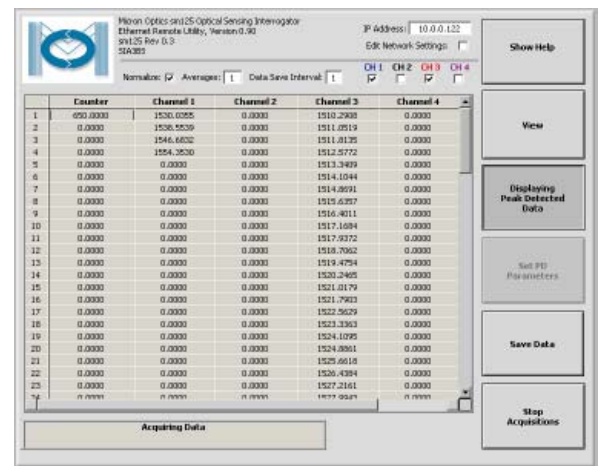 Micron Optics sm125 Optical Sensing Interrogator
Ethernet Remote Utility, Version 0.90
sm125 Rev 0.3
SIA3B3
IP Address: 10.0.0.122
Edit Network Settings:
Normalize: Averages: 1 Data Save Interval: 1
CH 1 CH 2 CH 3 CH 4
Show Help
View
Displaying Peak Detected Data
Set PD Parameters
Save Data
Stop Acquisitions
Counter Channel 1 Channel 2 Channel 3 Channel 4
1 650.0000 1530.0355 0.0000 1510.2908 0.0000
2 0.0000 1538.5539 0.0000 1511.0519 0.0000
3 0.0000 1546.6832 0.0000 1511.8135 0.0000
4 0.0000 1554.3530 0.0000 1512.5772 0.0000
5 0.0000 0.0000 0.0000 1513.3409 0.0000
6 0.0000 0.0000 0.0000 1514.1044 0.0000
7 0.0000 0.0000 0.0000 1514.8691 0.0000
8 0.0000 0.0000 0.0000 1515.6357 0.0000
9 0.0000 0.0000 0.0000 1516.4011 0.0000
10 0.0000 0.0000 0.0000 1517.1684 0.0000
11 0.0000 0.0000 0.0000 1517.9372 0.0000
12 0.0000 0.0000 0.0000 1518.7062 0.0000
13 0.0000 0.0000 0.0000 1519.4754 0.0000
14 0.0000 0.0000 0.0000 1520.2465 0.0000
15 0.0000 0.0000 0.0000 1521.0179 0.0000
16 0.0000 0.0000 0.0000 1521.7903 0.0000
17 0.0000 0.0000 0.0000 1522.5629 0.0000
18 0.0000 0.0000 0.0000 1523.3363 0.0000
19 0.0000 0.0000 0.0000 1524.1095 0.0000
20 0.0000 0.0000 0.0000 1524.8861 0.0000
21 0.0000 0.0000 0.0000 1525.6618 0.0000
22 0.0000 0.0000 0.0000 1526.4384 0.0000
23 0.0000 0.0000 0.0000 1527.2161 0.0000
24 0.0000 0.0000 0.0000 1527.9943 0.0000
Acquiring Data